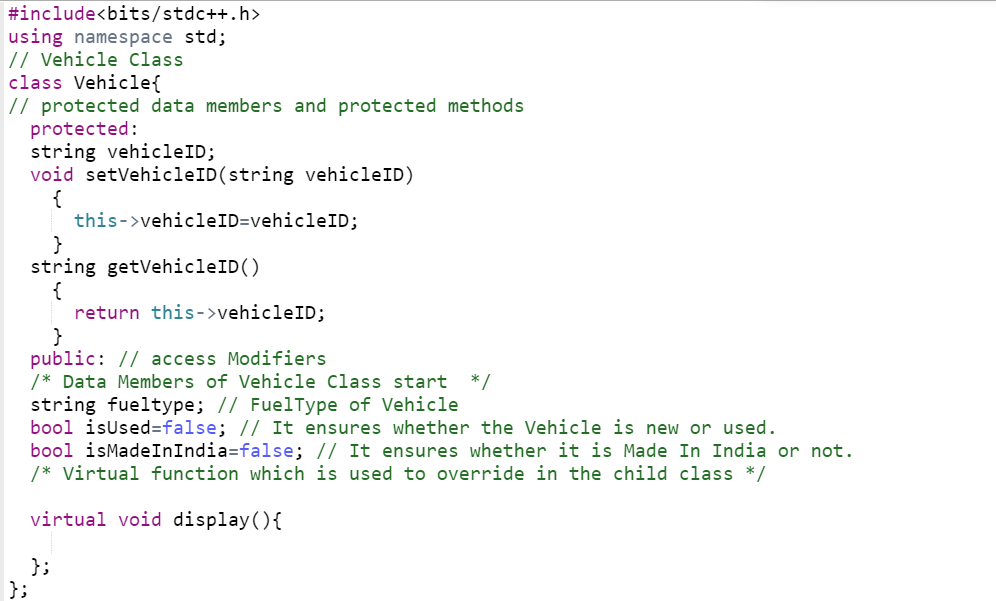 #include<bits/stdc++.h>
using namespace std;
// Vehicle Class
class Vehicle{
// protected data members and protected methods
  protected:
  string vehicleID;
  void setVehicleID(string vehicleID)
    {
      this->vehicleID=vehicleID;
    }
  string getVehicleID()
    {
      return this->vehicleID;
    }
  public: // access Modifiers
  /* Data Members of Vehicle Class start  */
  string fueltype; // FuelType of Vehicle
  bool isUsed=false; // It ensures whether the Vehicle is new or used.
  bool isMadeInIndia=false; // It ensures whether it is Made In India or not.
  /* Virtual function which is used to override in the child class */

  virtual void display(){

  };
};